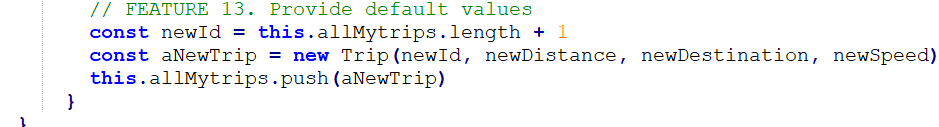 // FEATURE 13. Provide default values
const newId = this.allMytrips.length + 1
const aNewTrip = new Trip(newId, newDistance, newDestination, newSpeed)
this.allMytrips.push(aNewTrip)
}
}